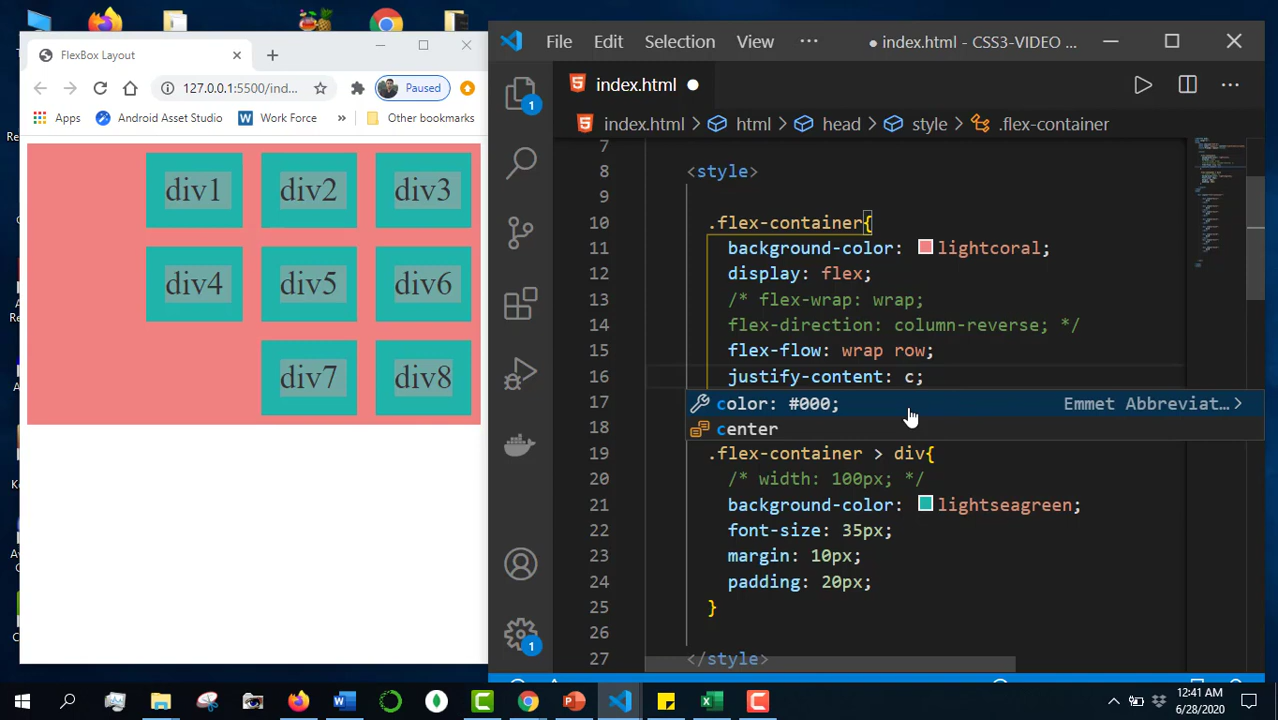 FlexBox Layout
127.0.0.1:5500/ind...
Paused
Apps
Android Asset Studio
Work Force
»
Other bookmarks
div1
div2
div3
div4
div5
div6
div7
div8
File Edit Selection View ··· ● index.html - CSS3-VIDEO ...
index.html ●
index.html > html > head > style > .flex-container
7
8 <style>
9
10 .flex-container{
11 background-color: lightcoral;
12 display: flex;
13 /* flex-wrap: wrap;
14 flex-direction: column-reverse; */
15 flex-flow: wrap row;
16 justify-content: c;
17 color: #000; Emmet Abbreviat... >
18 center
19 .flex-container > div{
20 /* width: 100px; */
21 background-color: lightseagreen;
22 font-size: 35px;
23 margin: 10px;
24 padding: 20px;
25 }
26
27 </style>
1
1
12:41 AM
6/28/2020